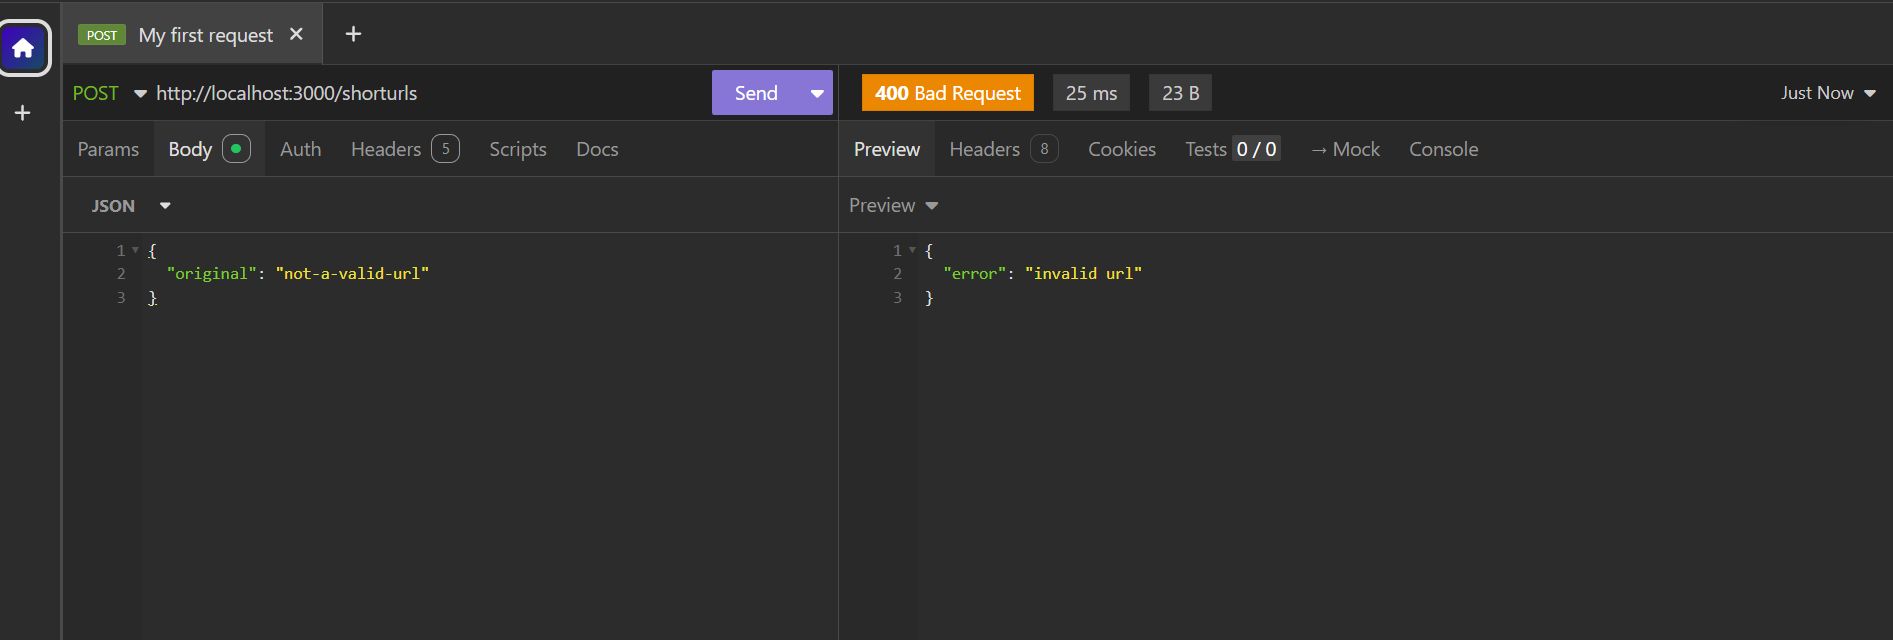 POST My first request × +
POST http://localhost:3000/shorturls Send
400 Bad Request 25 ms 23 B Just Now
Params Body Auth Headers 5 Scripts Docs
Preview Headers 8 Cookies Tests 0 / 0 → Mock Console
JSON
Preview
1 {
2 "original": "not-a-valid-url"
3 }
1 {
2 "error": "invalid url"
3 }